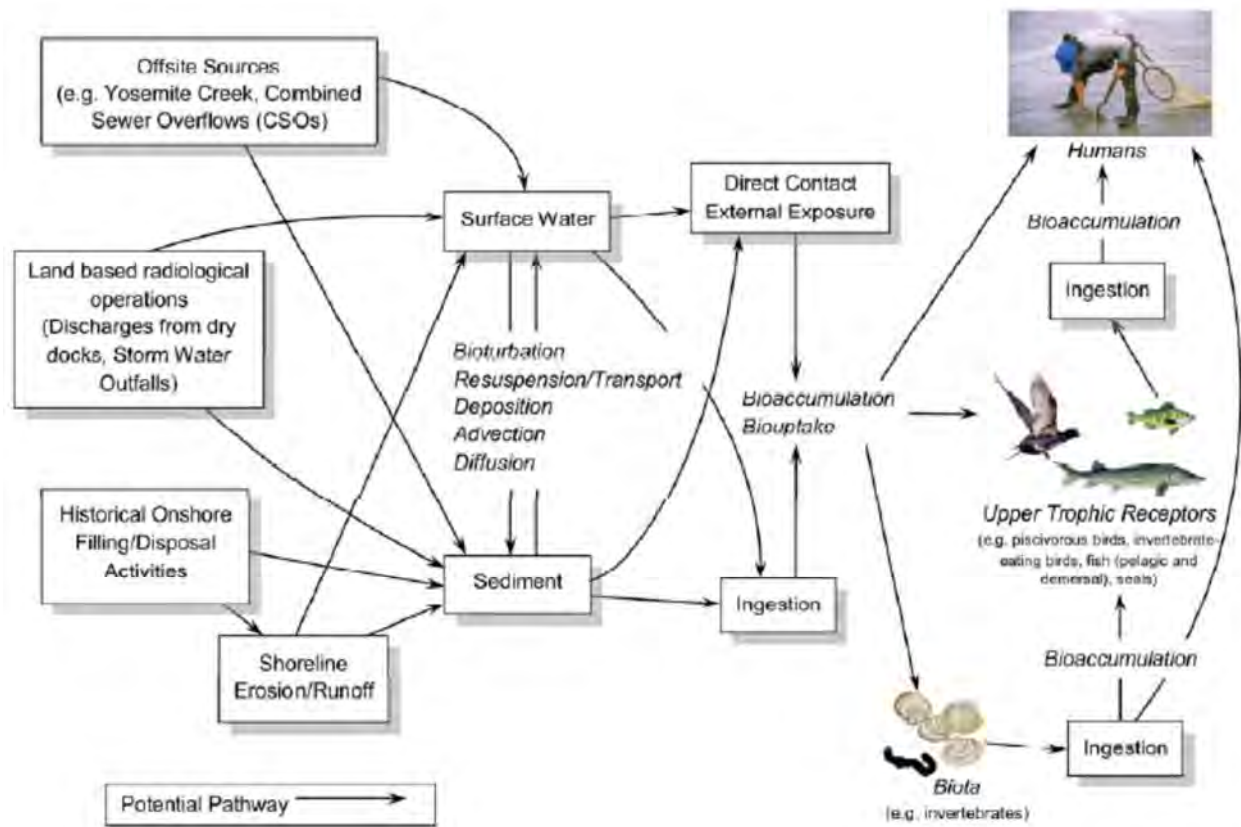 Offsite Sources
(e.g. Yosemite Creek, Combined
Sewer Overflows (CSOs)
Land based radiological
operations
(Discharges from dry
docks, Storm Water
Outfalls)
Historical Onshore
Filling/Disposal
Activities
Shoreline
Erosion/Runoff
Surface Water
Bioturbation
Resuspension/Transport
Deposition
Advection
Diffusion
Sediment
Direct Contact
External Exposure
Bioaccumulation
Biouptake
Ingestion
Humans
Bioaccumulation
Ingestion
Upper Trophic Receptors
(e.g. piscivorous birds, invertebrate-
eating birds, fish (pelagic and
demersal), seals)
Bioaccumulation
Ingestion
Biota
(e.g. invertebrates)
Potential Pathway